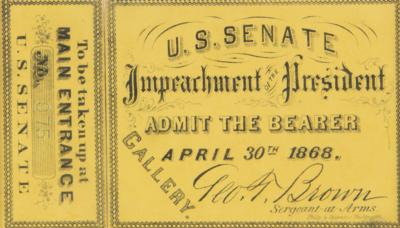 To be taken up at
MAIN ENTRANCE
U.S. SENATE
No. 975
U.S. SENATE
Impeachment of the President
ADMIT THE BEARER
GALLERY.
APRIL 30TH 1868.
Geo. T. Brown
Sergeant-at-Arms